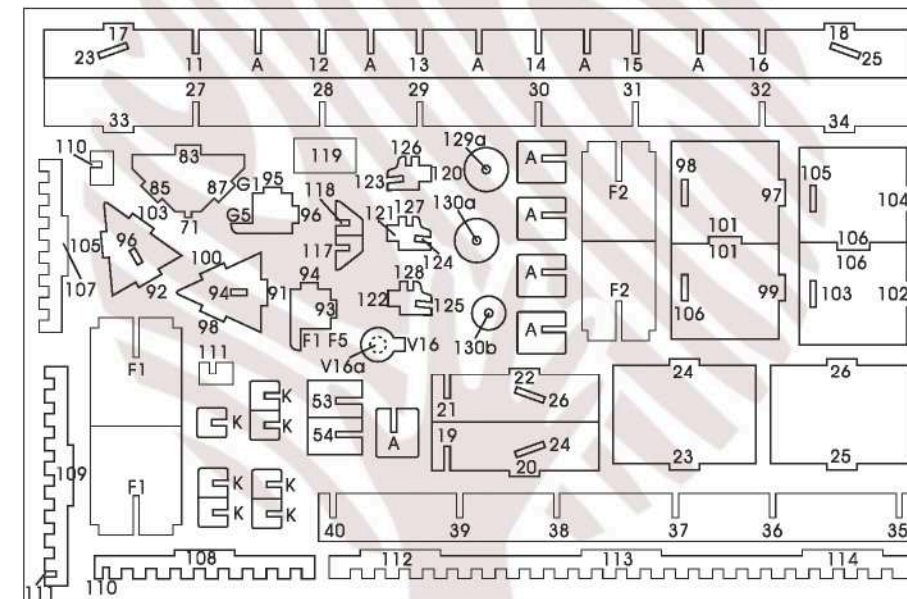 17 18
23 11 A 12 A 13 A 14 A 15 A 16 25
27 28 29 30 31 32
33 34
110 83 119 126 129a A 98 105
85 87 G1 95 118 123 120 F2 97 104
103 71 G5 96 121 127 130a A 101 106
105 96 100 117 124 101 106
107 92 94 91 94 128 A F2 99 103 102
98 93 122 125 106
F1 F1 F5 V16 130b A
111 V16a
K 53 22 24 26
K K 54 A 21 26
19 24
109 20 23 25
F1 K K
K K
40 39 38 37 36 35
108 112 113 114
111 110